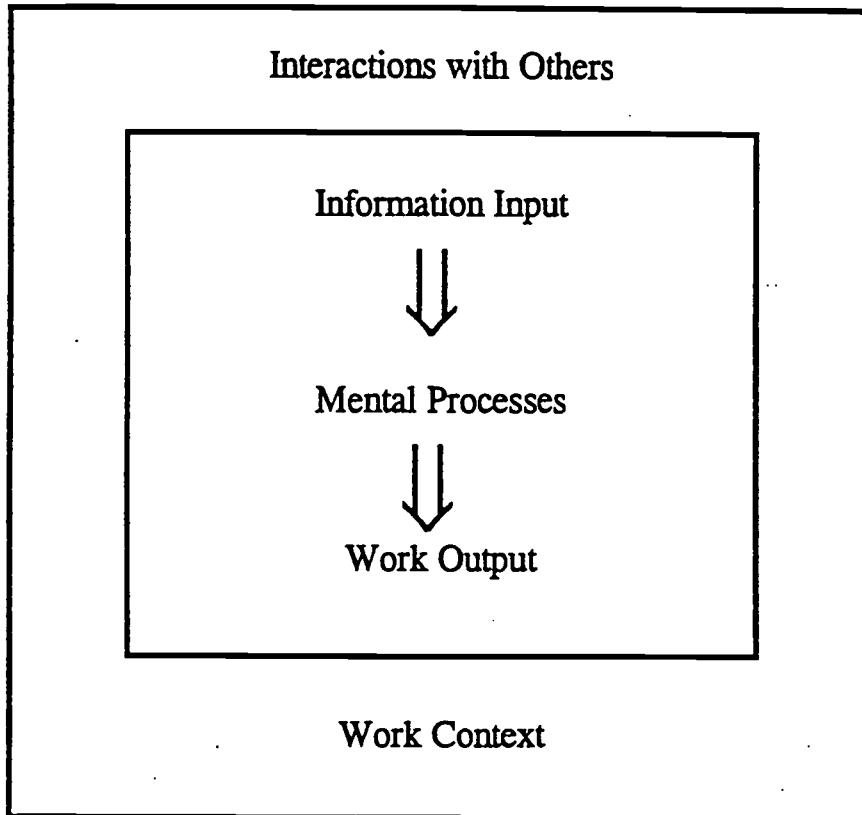 Interactions with Others
Information Input
Mental Processes
Work Output
Work Context